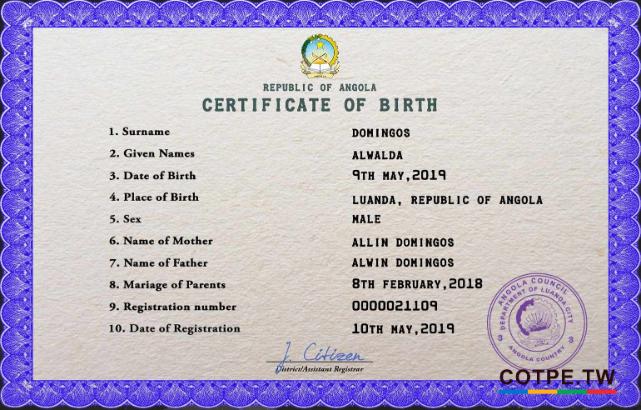 REPUBLIC OF ANGOLA
CERTIFICATE OF BIRTH
1. Surname DOMINGOS
2. Given Names ALWALDA
3. Date of Birth 9TH MAY,2019
4. Place of Birth LUANDA, REPUBLIC OF ANGOLA
5. Sex MALE
6. Name of Mother ALLIN DOMINGOS
7. Name of Father ALWIN DOMINGOS
8. Mariage of Parents 8TH FEBRUARY,2018
9. Registration number 0000021109
10. Date of Registration 10TH MAY,2019
ANGOLA COUNCIL
DEPARTMENT OF LUANDA CITY
3 3
ANGOLA COUNTRY
J. Citizen
District/Assistant Registrar
COTPE.TW